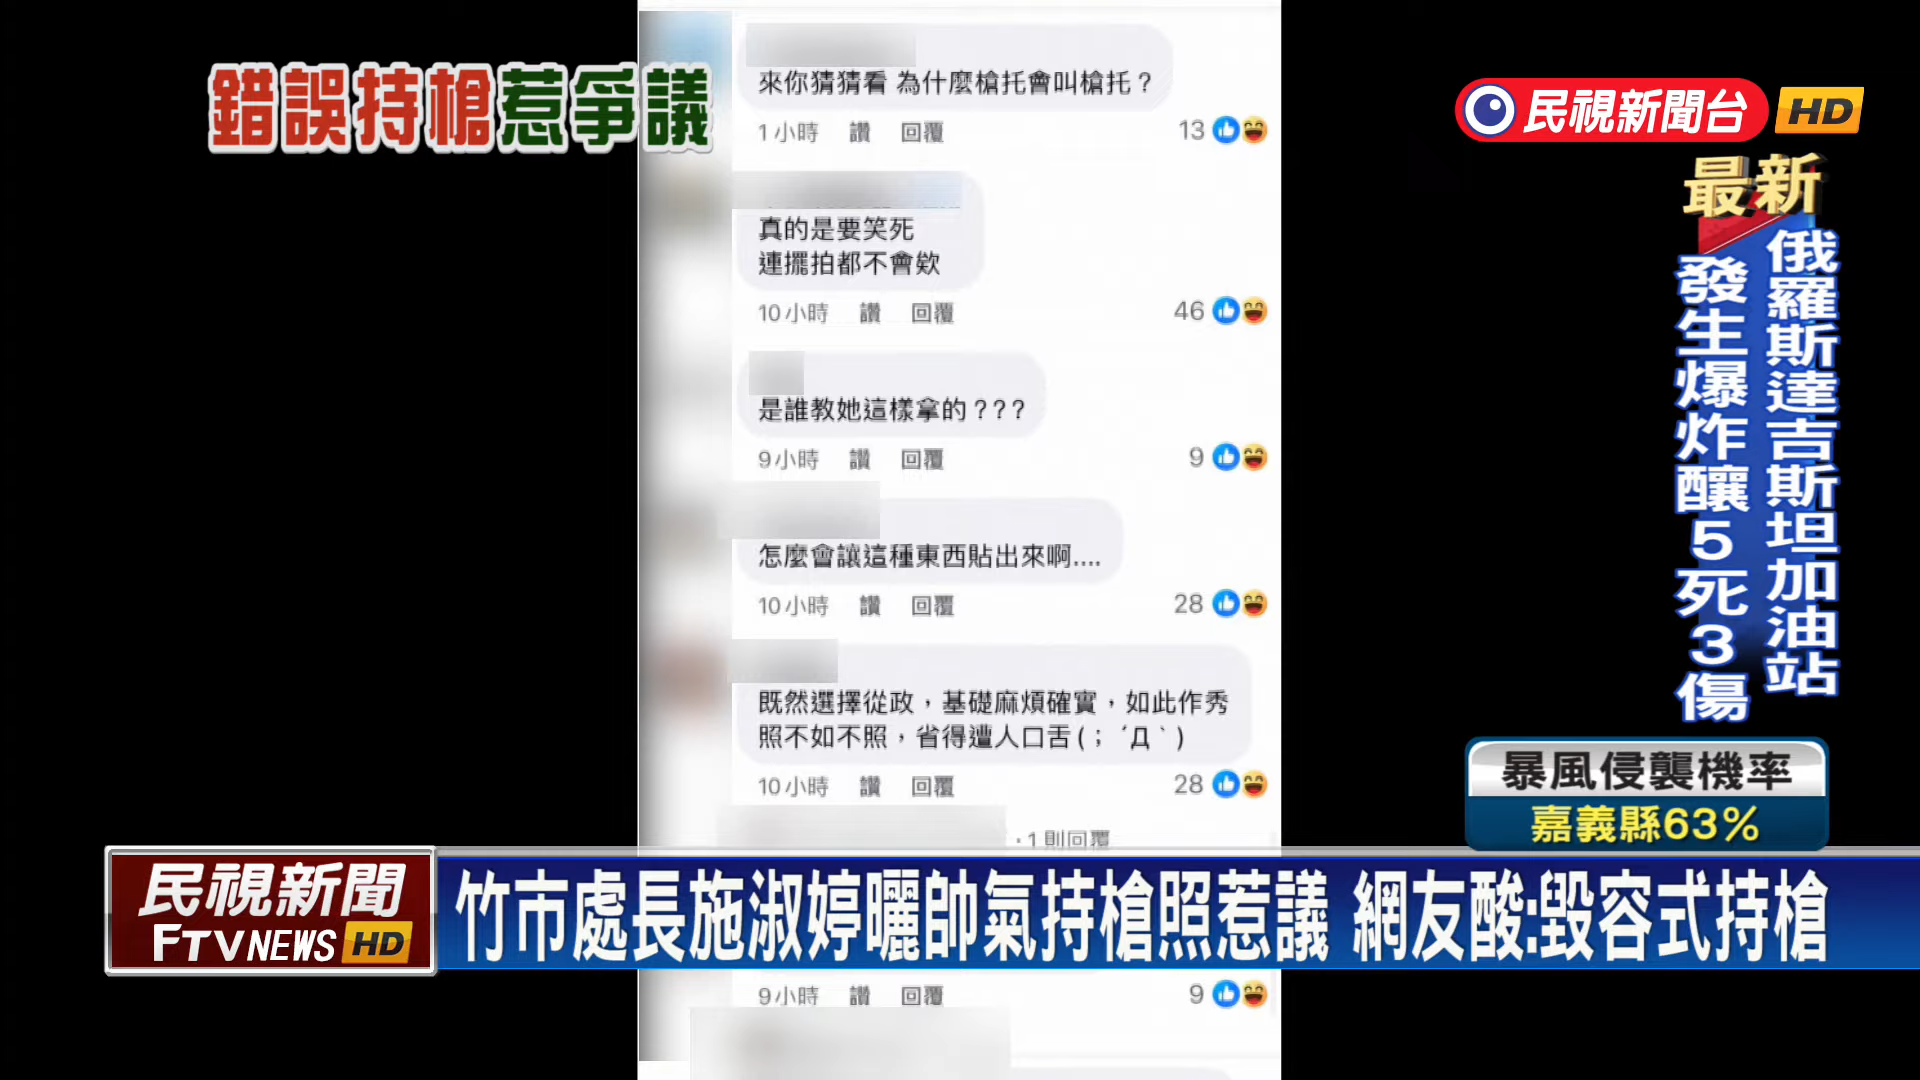 錯誤持槍惹爭議
民視新聞台 HD
最新
俄羅斯達吉斯坦加油站
發生爆炸釀5死3傷
暴風侵襲機率
嘉義縣63%
來你猜猜看 為什麼槍托會叫槍托？
1小時 讚 回覆 13
真的是要笑死
連擺拍都不會欸
10小時 讚 回覆 46
是誰教她這樣拿的？？？
9小時 讚 回覆 9
怎麼會讓這種東西貼出來啊....
10小時 讚 回覆 28
既然選擇從政，基礎麻煩確實，如此作秀
照不如不照，省得遭人口舌(；´Д｀)
10小時 讚 回覆 28
· 1 則回覆
民視新聞
FTVNEWS HD
竹市處長施淑婷曬帥氣持槍照惹議 網友酸:毀容式持槍
9小時 讚 回覆 9